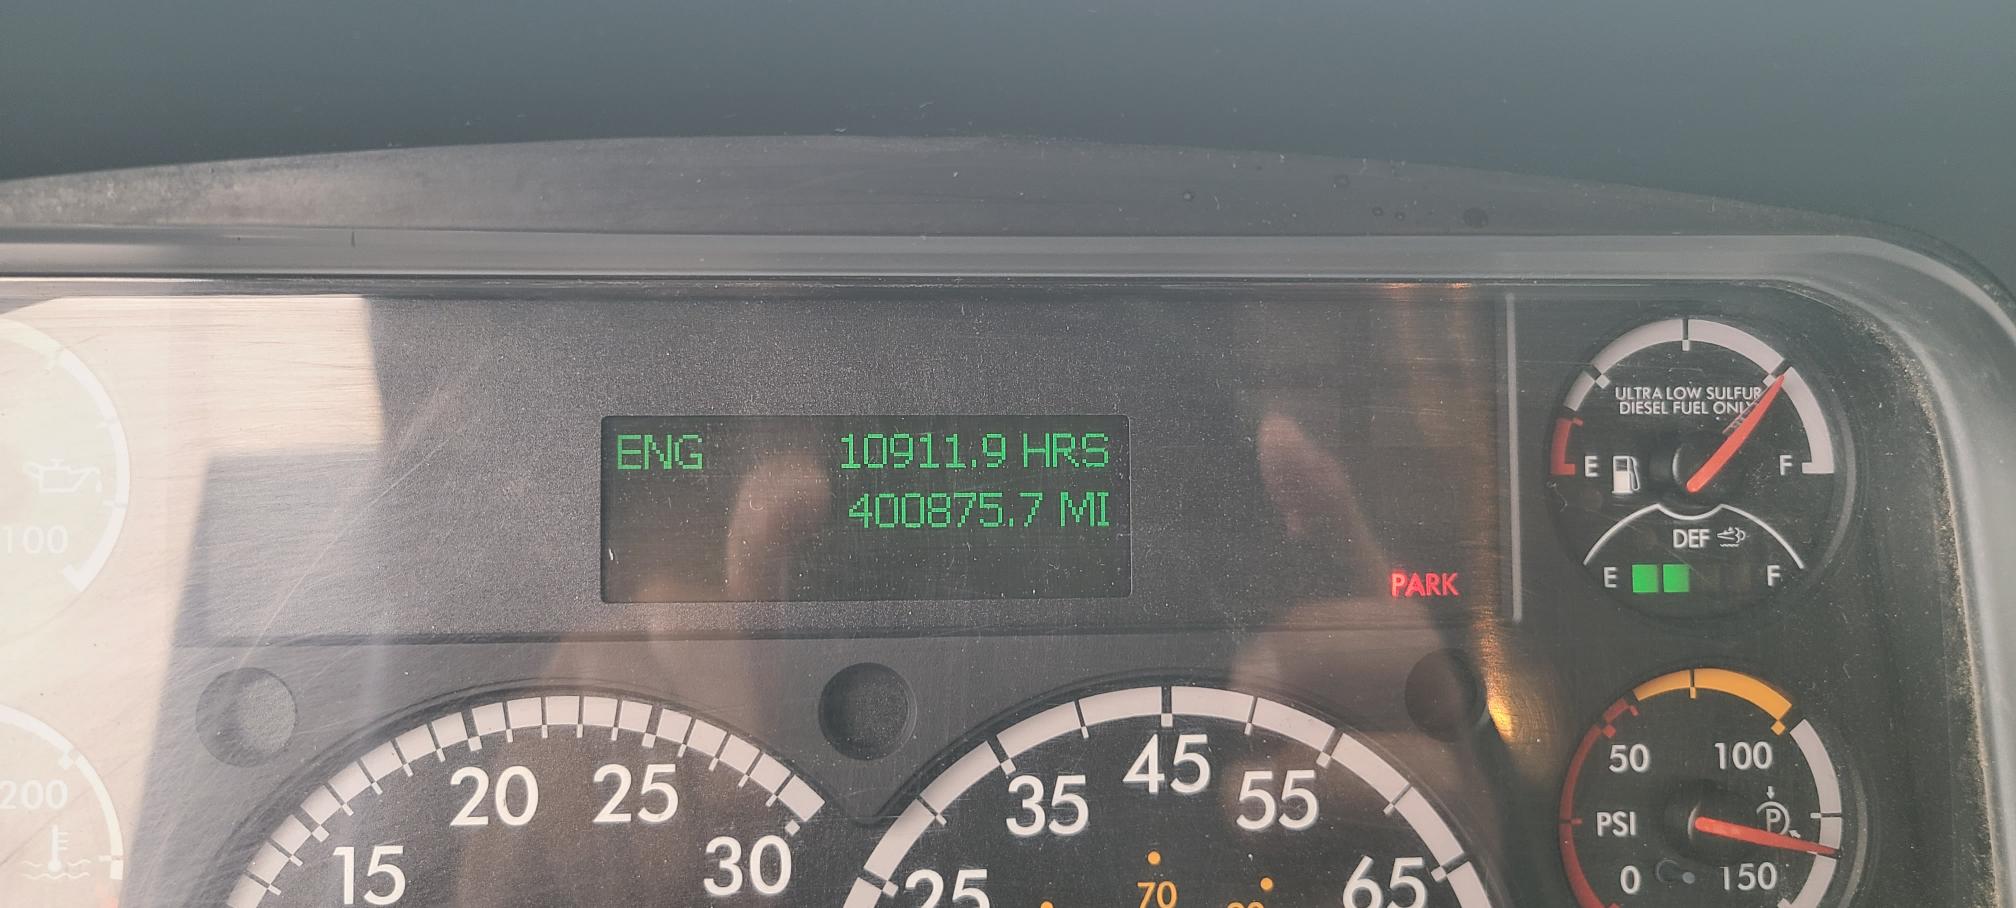 ENG 10911.9 HRS
400875.7 MI
PARK
ULTRA LOW SULFUR
DIESEL FUEL ONLY
E F
DEF
E F
100
200
15 20 25 30
25 35 45 55 65
70
50 100
PSI P
0 150